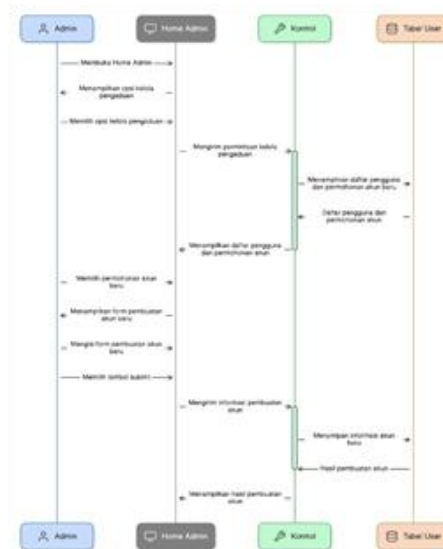 Admin
Home Admin
Kontrol
Tabel User
Membuka Home Admin
Menampilkan opsi kelola
pengaduan
Memilih opsi kelola pengaduan
Mengirim permintaan kelola
pengaduan
Menampilkan daftar pengguna
dan permohonan akun baru
Daftar pengguna dan
permohonan akun
Menampilkan daftar pengguna
dan permohonan akun
Memilih permohonan akun
baru
Menampilkan form pembuatan
akun baru
Mengisi form pembuatan akun
baru
Memilih tombol submit
Mengirim informasi pembuatan
akun
Menyimpan informasi akun
baru
Hasil pembuatan akun
Menampilkan hasil pembuatan
akun
Admin
Home Admin
Kontrol
Tabel User